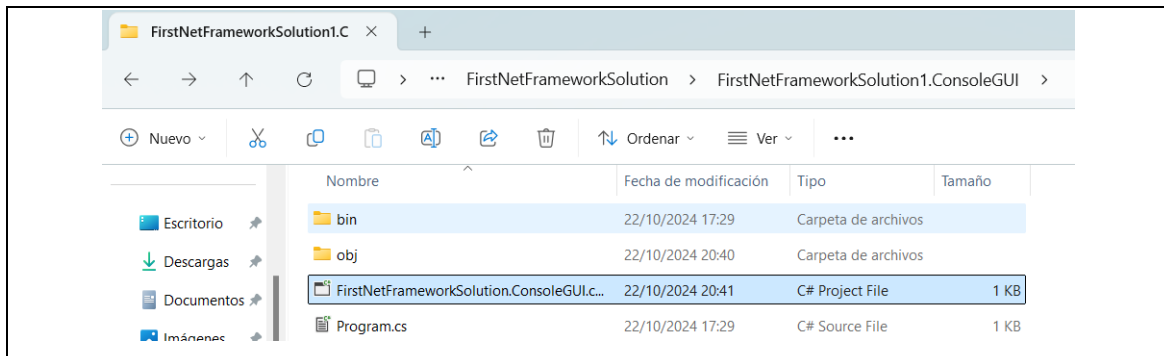 FirstNetFrameworkSolution1.C
FirstNetFrameworkSolution > FirstNetFrameworkSolution1.ConsoleGUI >
Nuevo Ordenar Ver ...
Nombre Fecha de modificación Tipo Tamaño
Escritorio bin 22/10/2024 17:29 Carpeta de archivos
Descargas obj 22/10/2024 20:40 Carpeta de archivos
Documentos FirstNetFrameworkSolution.ConsoleGUI.c... 22/10/2024 20:41 C# Project File 1 KB
Imágenes Program.cs 22/10/2024 17:29 C# Source File 1 KB